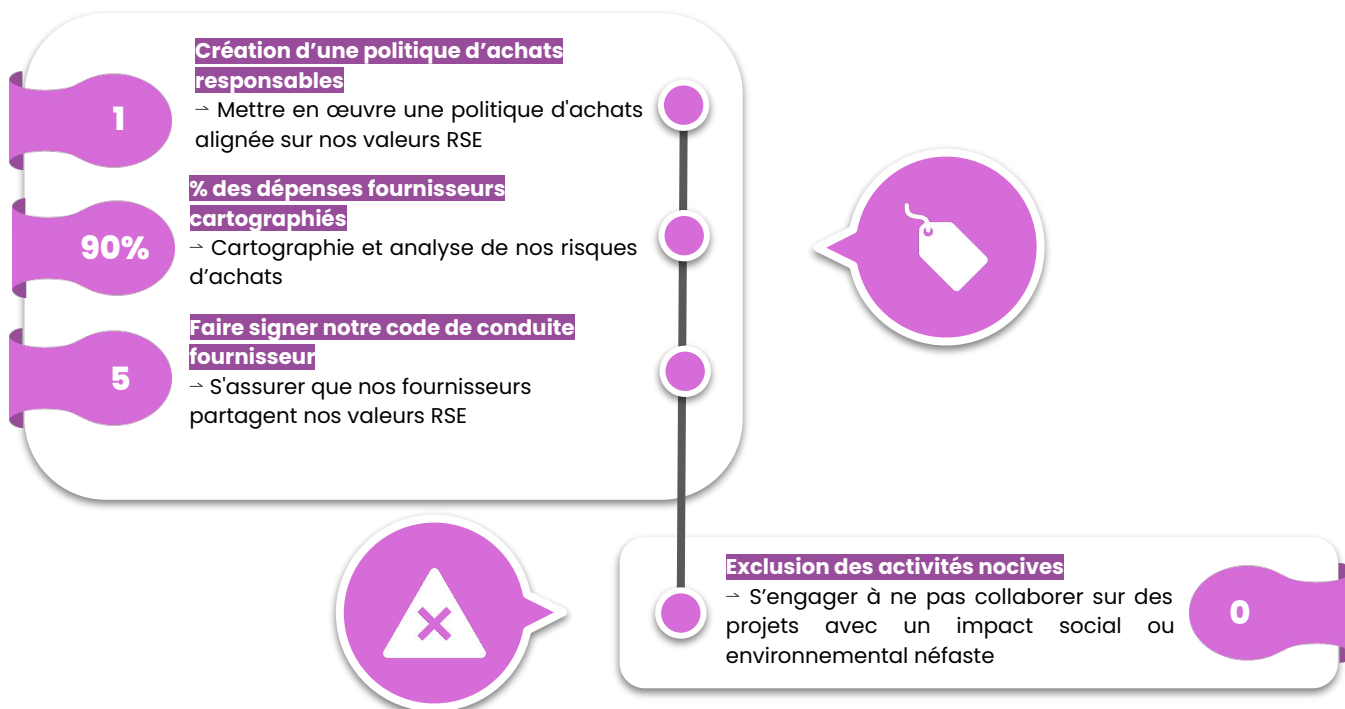 1
Création d’une politique d’achats
responsables
⇀ Mettre en œuvre une politique d'achats
alignée sur nos valeurs RSE
90%
% des dépenses fournisseurs
cartographiés
⇀ Cartographie et analyse de nos risques
d’achats
5
Faire signer notre code de conduite
fournisseur
⇀ S'assurer que nos fournisseurs
partagent nos valeurs RSE
Exclusion des activités nocives
⇀ S’engager à ne pas collaborer sur des
projets avec un impact social ou
environnemental néfaste
0